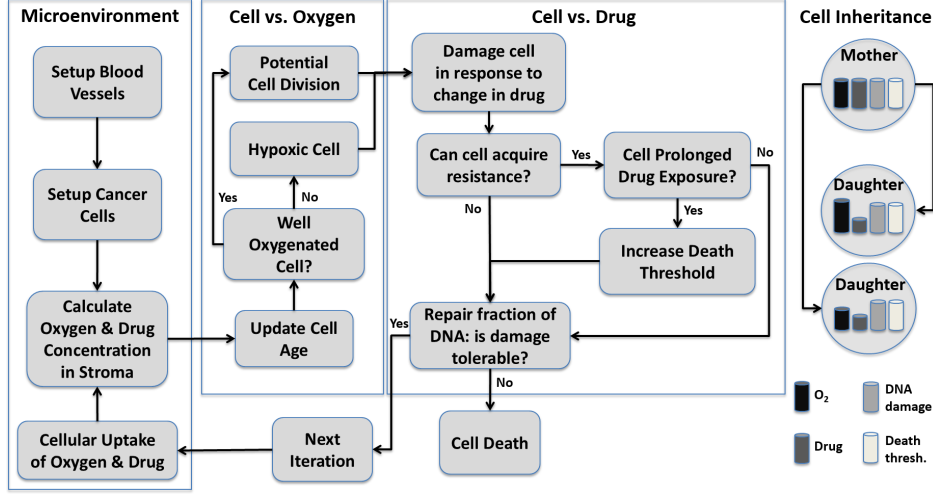 Microenvironment
Setup Blood
Vessels
Setup Cancer
Cells
Calculate
Oxygen & Drug
Concentration
in Stroma
Cellular Uptake
of Oxygen & Drug
Cell vs. Oxygen
Potential
Cell Division
Hypoxic Cell
Yes
No
Well
Oxygenated
Cell?
Update Cell
Age
Next
Iteration
Cell vs. Drug
Damage cell
in response to
change in drug
Can cell acquire
resistance?
Yes
Cell Prolonged
Drug Exposure?
No
No
Yes
Increase Death
Threshold
Repair fraction of
DNA: is damage
tolerable?
Yes
No
Cell Death
Cell Inheritance
Mother
Daughter
Daughter
O₂
DNA
damage
Drug
Death
thresh.